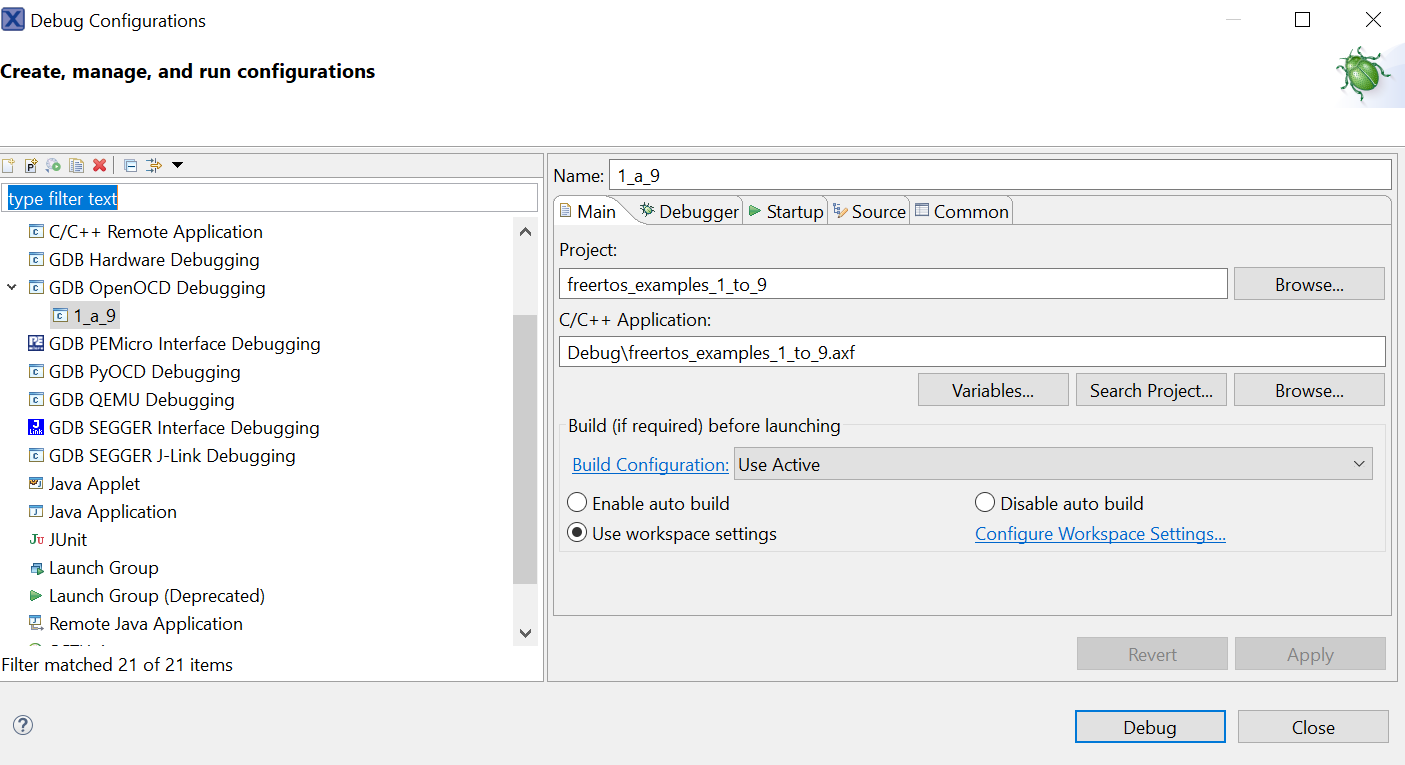 Debug Configurations
Create, manage, and run configurations
type filter text
C/C++ Remote Application
GDB Hardware Debugging
GDB OpenOCD Debugging
1_a_9
GDB PEMicro Interface Debugging
GDB PyOCD Debugging
GDB QEMU Debugging
GDB SEGGER Interface Debugging
GDB SEGGER J-Link Debugging
Java Applet
Java Application
JUnit
Launch Group
Launch Group (Deprecated)
Remote Java Application
Filter matched 21 of 21 items
Name: 1_a_9
Main Debugger Startup Source Common
Project:
freertos_examples_1_to_9 Browse...
C/C++ Application:
Debug\freertos_examples_1_to_9.axf
Variables... Search Project... Browse...
Build (if required) before launching
Build Configuration: Use Active
Enable auto build Disable auto build
Use workspace settings Configure Workspace Settings...
Revert Apply
Debug Close